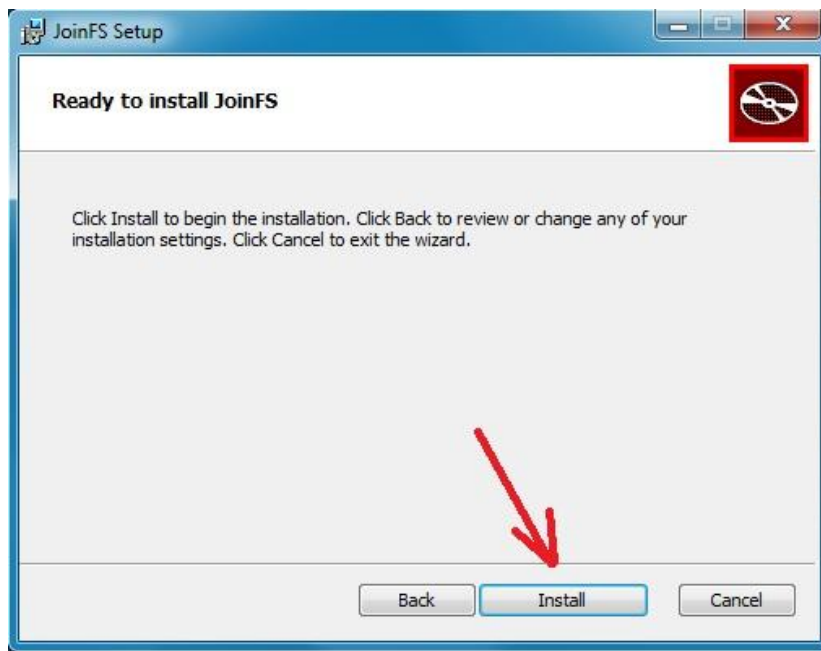 JoinFS Setup
Ready to install JoinFS
Click Install to begin the installation. Click Back to review or change any of your
installation settings. Click Cancel to exit the wizard.
Back Install Cancel